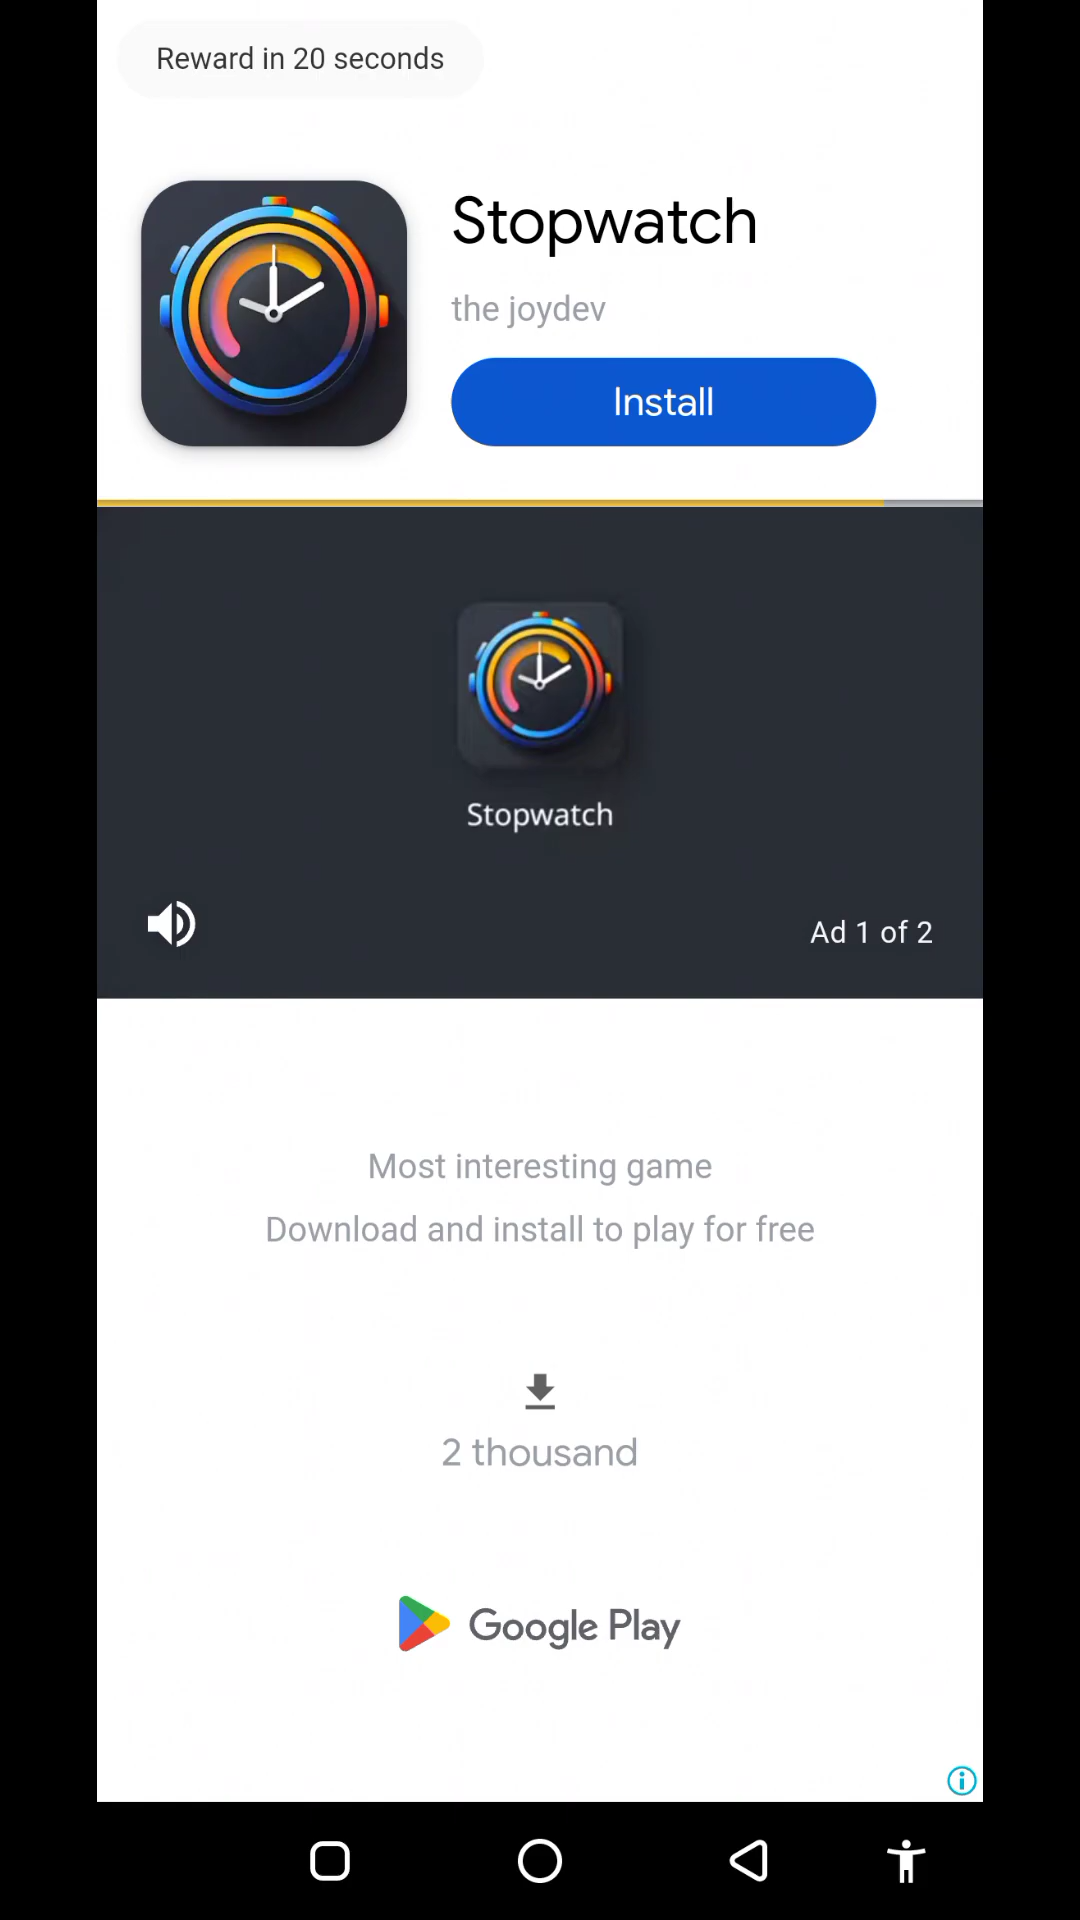 Reward in 20 seconds
Stopwatch
the joydev
Install
Stopwatch
Ad 1 of 2
Most interesting game
Download and install to play for free
2 thousand
Google Play